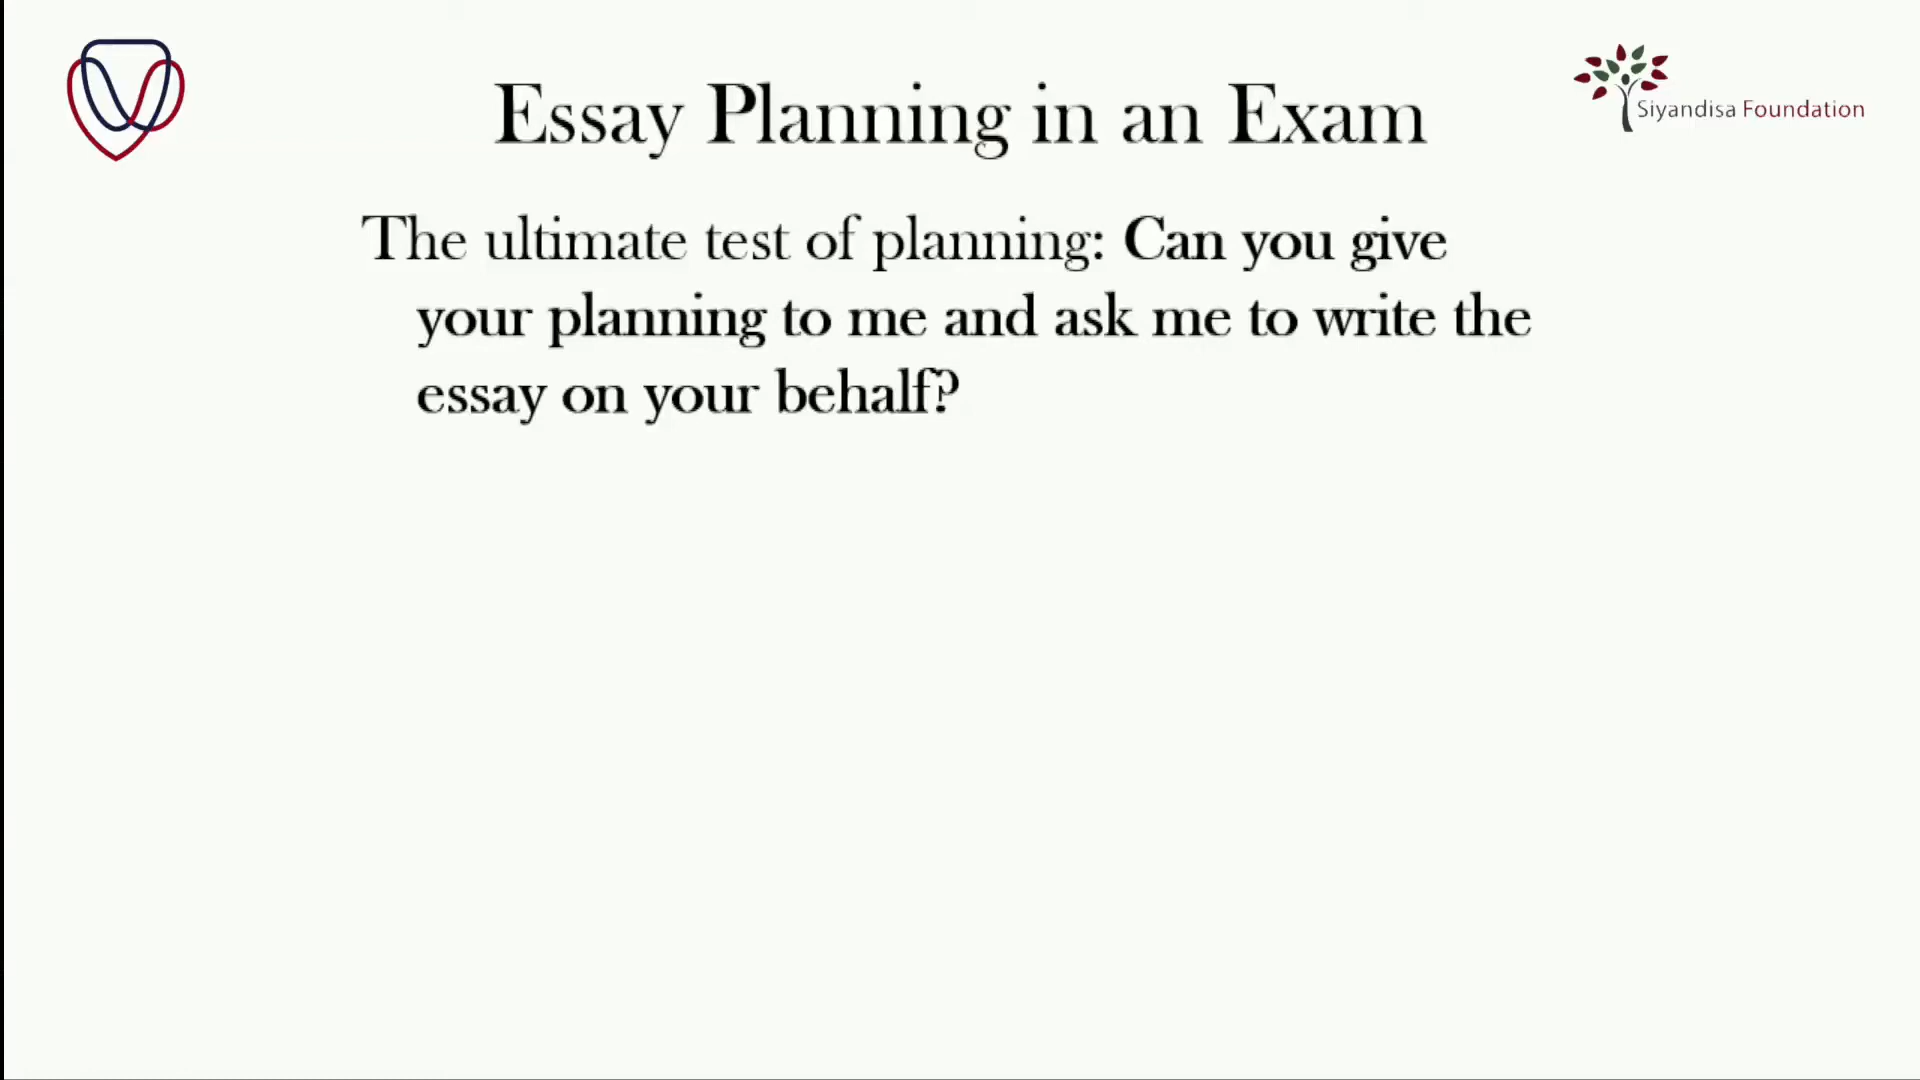 Essay Planning in an Exam
Siyandisa Foundation
The ultimate test of planning: Can you give
your planning to me and ask me to write the
essay on your behalf?